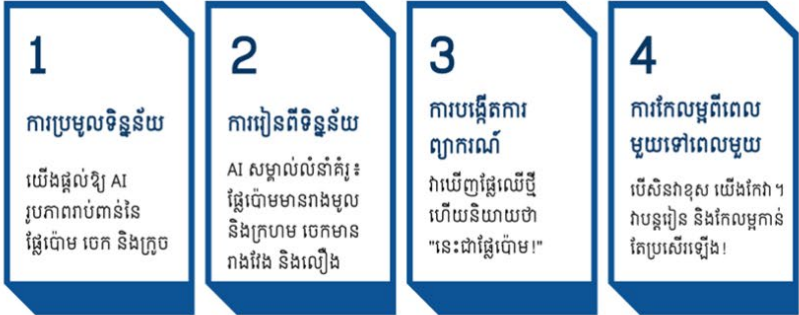 1
ការប្រមូលទិន្នន័យ
យើងផ្តល់ឱ្យ AI
រូបភាពរាប់ពាន់នៃ
ផ្លែប៉ោម ចេក និងក្រូច
2
ការរៀនពីទិន្នន័យ
AI សម្គាល់លំនាំគំរូ៖
ផ្លែប៉ោមមានរាងមូល
និងក្រហម ចេកមាន
រាងវែង និងលឿង
3
ការបង្កើតការ
ព្យាករណ៍
វាឃើញផ្លែឈើថ្មី
ហើយនិយាយថា
"នេះជាផ្លែប៉ោម!"
4
ការកែលម្អពីពេល
មួយទៅពេលមួយ
បើសិនវាខុស យើងកែវា។
វាបន្តរៀន និងកែលម្អកាន់
តែប្រសើរឡើង!